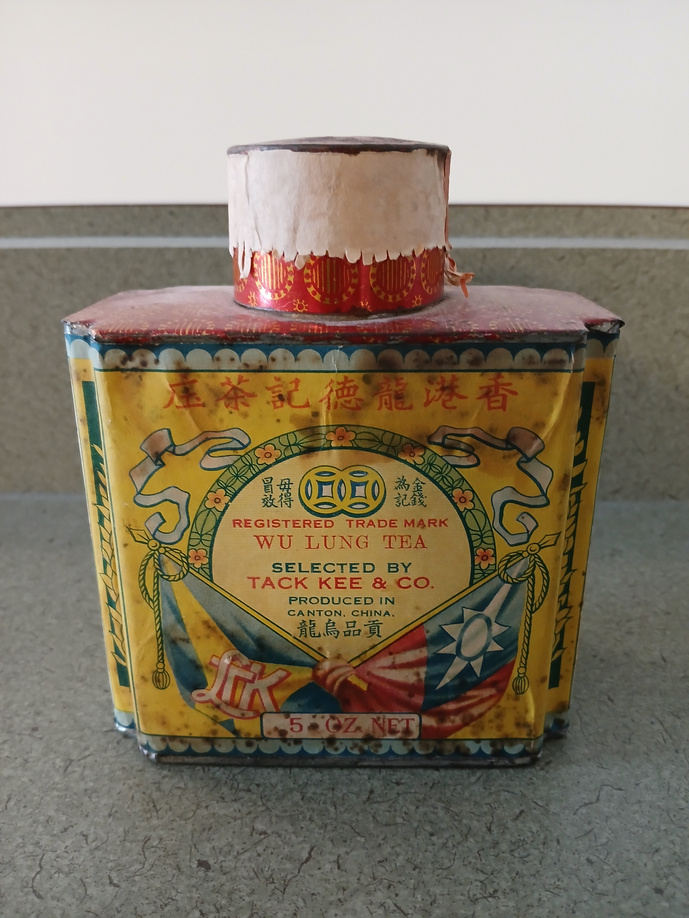 香港龍德記茶庒
金錢
為記
毋得
冒效
REGISTERED TRADE MARK
WU LUNG TEA
SELECTED BY
TACK KEE & CO.
PRODUCED IN
CANTON, CHINA.
貢品烏龍
5 OZ NET